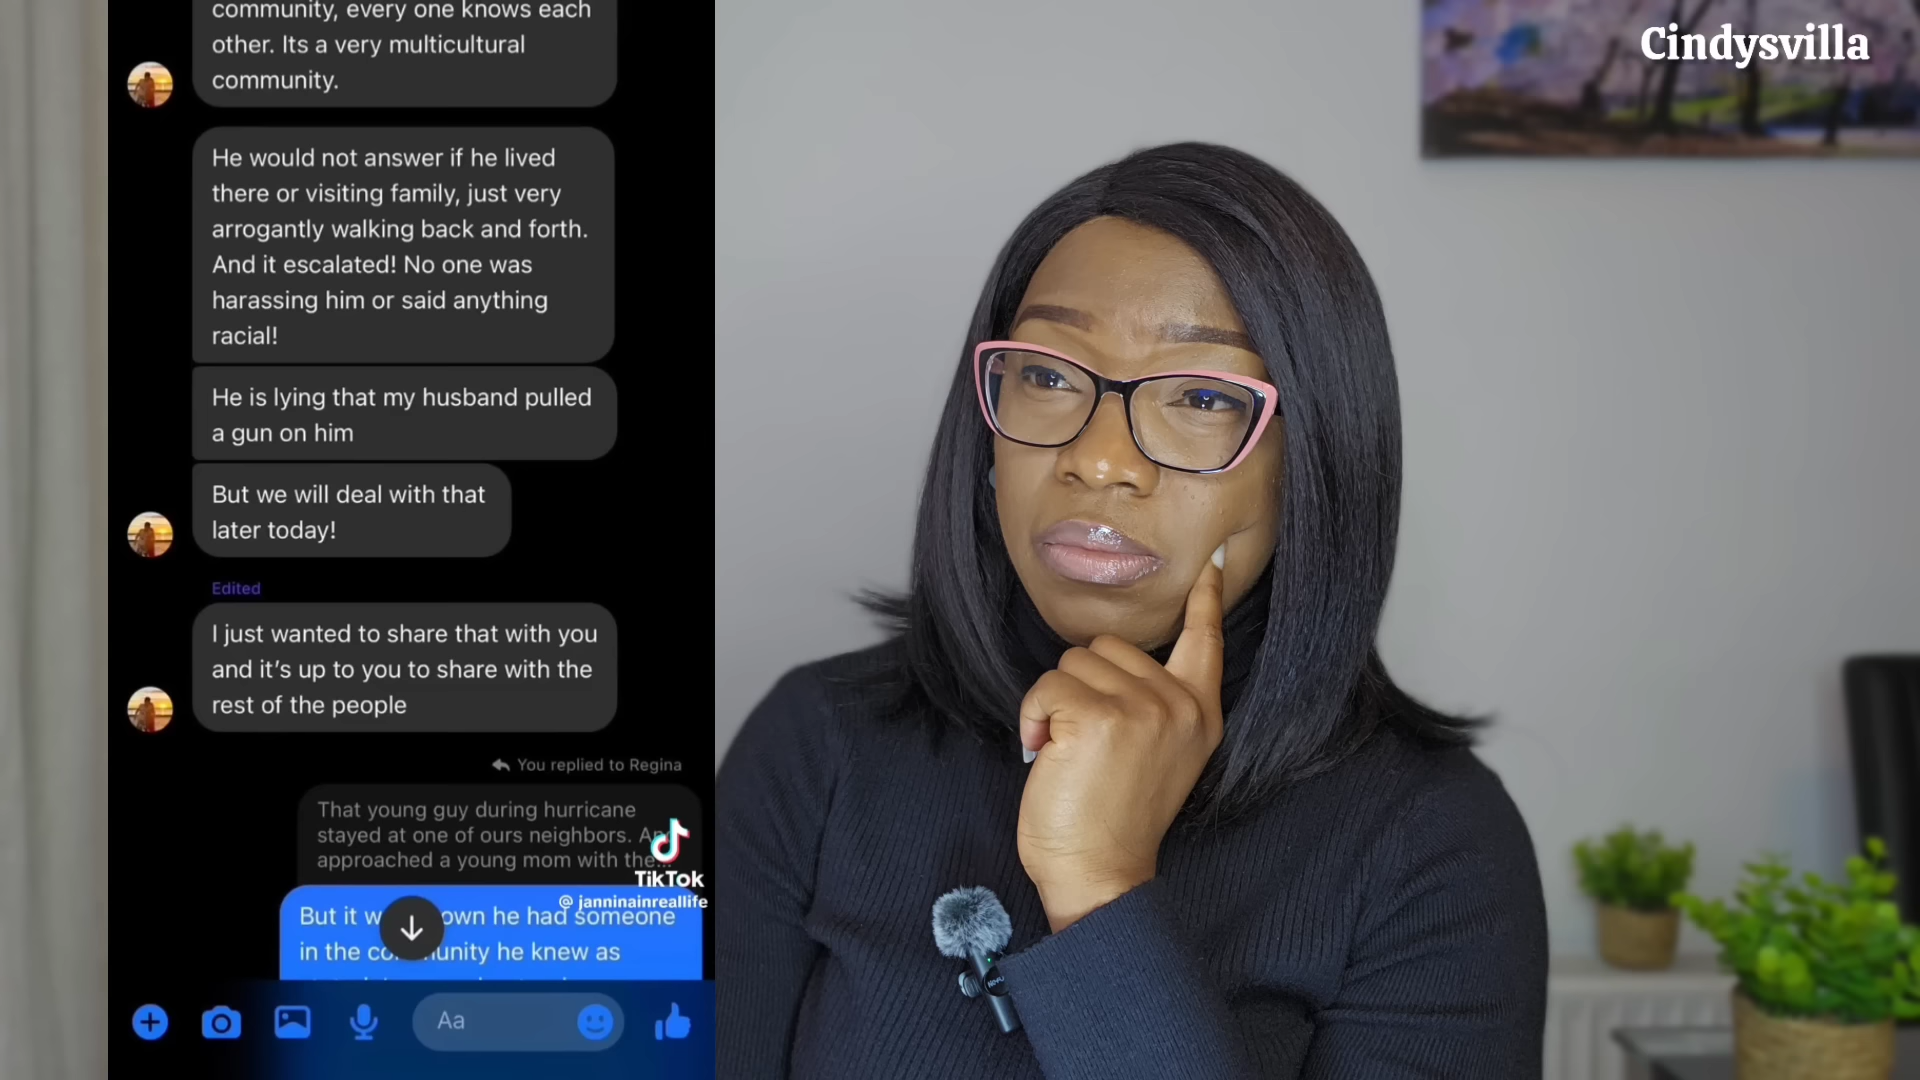 Cindysvilla
community, every one knows each
other. Its a very multicultural
community.
He would not answer if he lived
there or visiting family, just very
arrogantly walking back and forth.
And it escalated! No one was
harassing him or said anything
racial!
He is lying that my husband pulled
a gun on him
But we will deal with that
later today!
Edited
I just wanted to share that with you
and it's up to you to share with the
rest of the people
You replied to Regina
That young guy during hurricane
stayed at one of ours neighbors.
approached a young mom with the...
TikTok
@ janninainreallife
But it own he had someone
in the he knew as
Aa